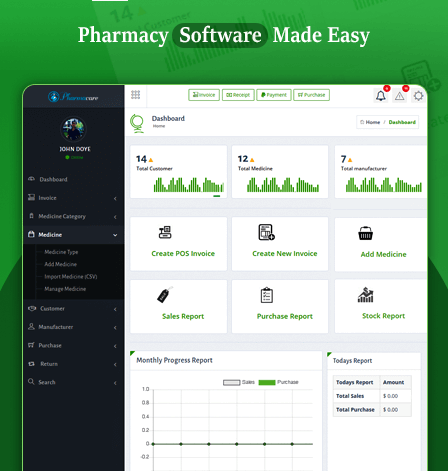 Pharmacy Software Made Easy
Pharmacare
Invoice
Receipt
Payment
Purchase
JOHN DOYE
Online
Dashboard
Home
Home / Dashboard
Dashboard
Invoice
Medicine Category
Medicine
Medicine Type
Add Medicine
Import Medicine (CSV)
Manage Medicine
Customer
Manufacturer
Purchase
Return
Search
14
Total Customer
12
Total Medicine
7
Total manufacturer
Create POS Invoice
Create New Invoice
Add Medicine
Sales Report
Purchase Report
Stock Report
Monthly Progress Report
Sales Purchase
1.0
0.8
0.4
0.2
0
-0.2
Todays Report
Todays Report Amount
Total Sales $ 0.00
Total Purchase $ 0.00